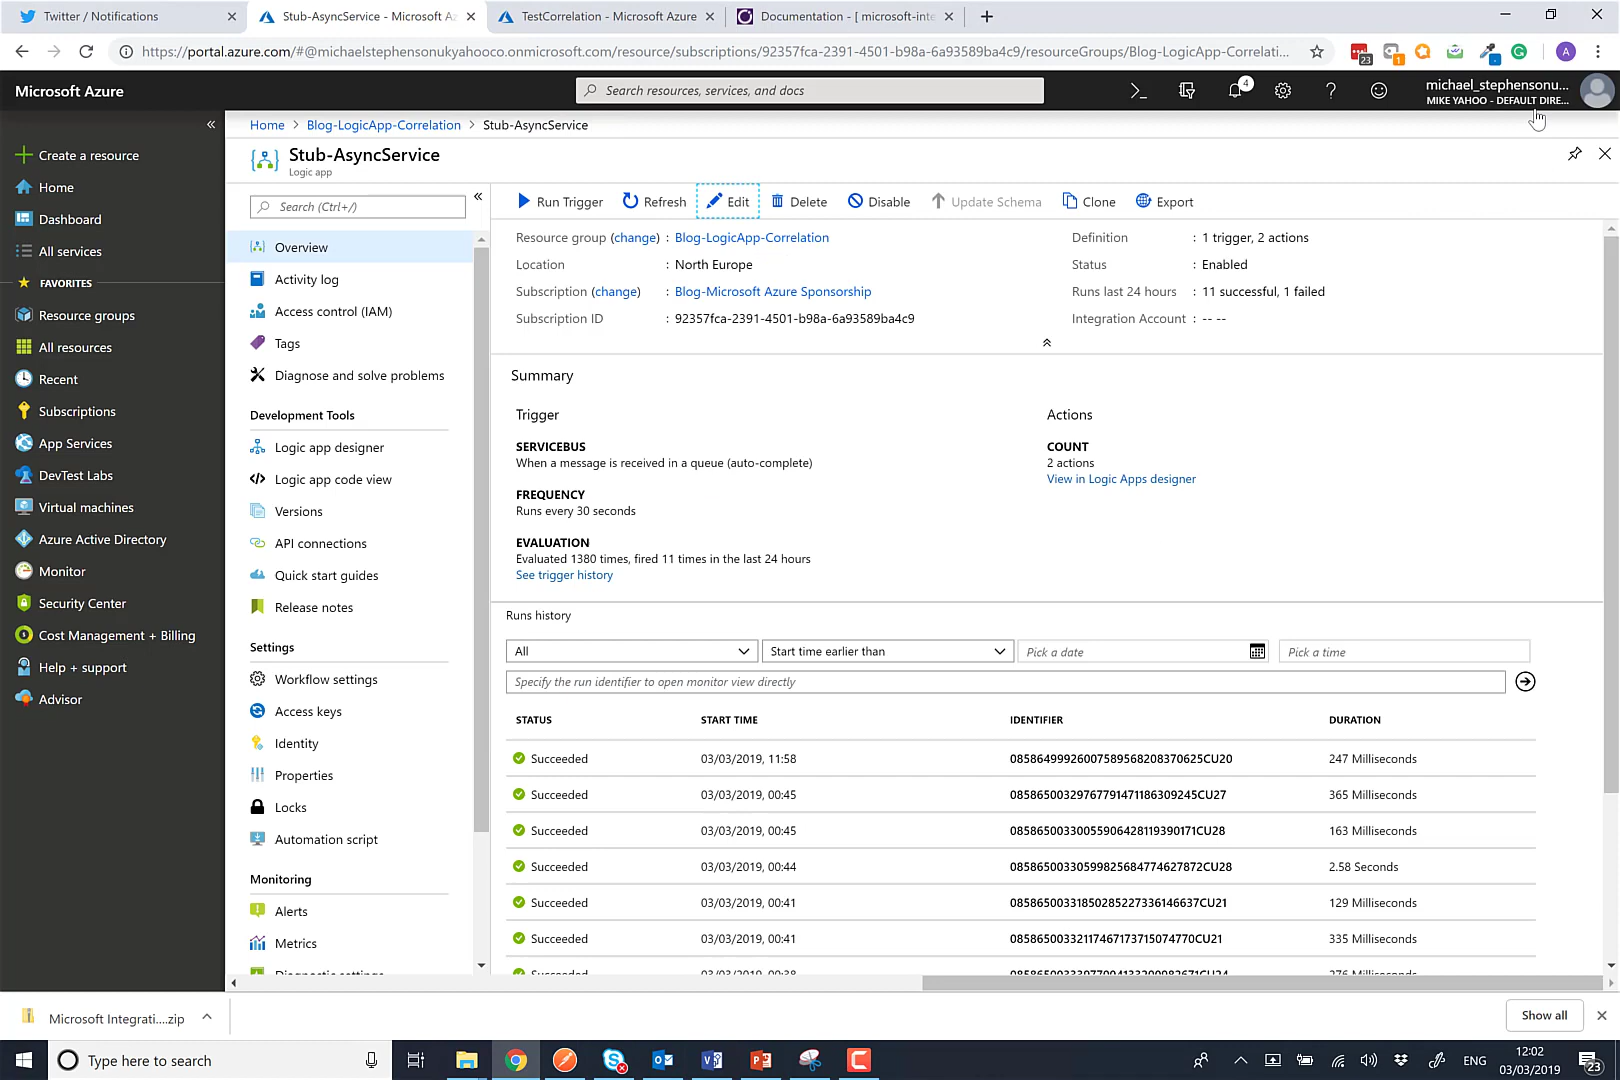 Twitter / Notifications
Stub-AsyncService - Microsoft A
TestCorrelation - Microsoft Azure
Documentation - [ microsoft-inte
https://portal.azure.com/#@michaelstephensonukyahooco.onmicrosoft.com/resource/subscriptions/92357fca-2391-4501-b98a-6a93589ba4c9/resourceGroups/Blog-LogicApp-Correlati...
23
1
A
Microsoft Azure
Search resources, services, and docs
4
michael_stephensonu...
MIKE YAHOO - DEFAULT DIRE...
Home > Blog-LogicApp-Correlation > Stub-AsyncService
Stub-AsyncService
Logic app
Create a resource
Home
Dashboard
All services
FAVORITES
Resource groups
All resources
Recent
Subscriptions
App Services
DevTest Labs
Virtual machines
Azure Active Directory
Monitor
Security Center
Cost Management + Billing
Help + support
Advisor
Search (Ctrl+/)
Overview
Activity log
Access control (IAM)
Tags
Diagnose and solve problems
Development Tools
Logic app designer
Logic app code view
Versions
API connections
Quick start guides
Release notes
Settings
Workflow settings
Access keys
Identity
Properties
Locks
Automation script
Monitoring
Alerts
Metrics
Diagnostic settings
Run Trigger Refresh Edit Delete Disable Update Schema Clone Export
Resource group (change) : Blog-LogicApp-Correlation
Location : North Europe
Subscription (change) : Blog-Microsoft Azure Sponsorship
Subscription ID : 92357fca-2391-4501-b98a-6a93589ba4c9
Definition : 1 trigger, 2 actions
Status : Enabled
Runs last 24 hours : 11 successful, 1 failed
Integration Account : -- --
Summary
Trigger
SERVICEBUS
When a message is received in a queue (auto-complete)
FREQUENCY
Runs every 30 seconds
EVALUATION
Evaluated 1380 times, fired 11 times in the last 24 hours
See trigger history
Actions
COUNT
2 actions
View in Logic Apps designer
Runs history
All
Start time earlier than
Pick a date
Pick a time
Specify the run identifier to open monitor view directly
STATUS START TIME IDENTIFIER DURATION
Succeeded 03/03/2019, 11:58 08586499926007589568208370625CU20 247 Milliseconds
Succeeded 03/03/2019, 00:45 08586500329767791471186309245CU27 365 Milliseconds
Succeeded 03/03/2019, 00:45 08586500330055906428119390171CU28 163 Milliseconds
Succeeded 03/03/2019, 00:44 08586500330599825684774627872CU28 2.58 Seconds
Succeeded 03/03/2019, 00:41 08586500331850285227336146637CU21 129 Milliseconds
Succeeded 03/03/2019, 00:41 08586500332117467173715074770CU21 335 Milliseconds
Succeeded 03/03/2019, 00:38 276 Milliseconds
Microsoft Integrati....zip
Show all
Type here to search
ENG
12:02
03/03/2019
23